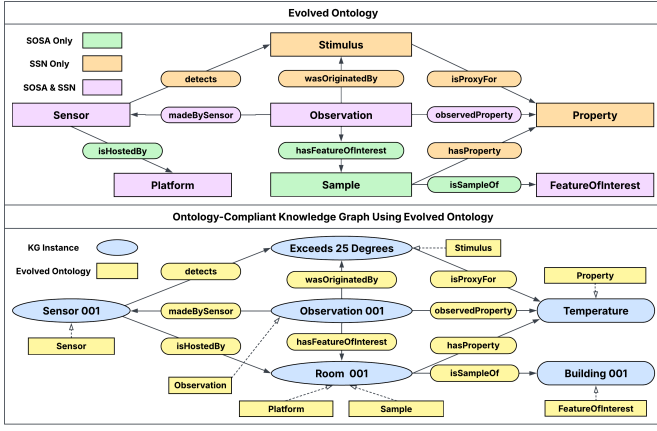 Evolved Ontology
SOSA Only
SSN Only
SOSA & SSN
Stimulus
detects
wasOriginatedBy
isProxyFor
Sensor
madeBySensor
Observation
observedProperty
Property
isHostedBy
hasFeatureOfInterest
hasProperty
Platform
Sample
isSampleOf
FeatureOfInterest
Ontology-Compliant Knowledge Graph Using Evolved Ontology
KG Instance
Evolved Ontology
Exceeds 25 Degrees
Stimulus
detects
wasOriginatedBy
isProxyFor
Property
Sensor 001
madeBySensor
Observation 001
observedProperty
Temperature
Sensor
isHostedBy
hasFeatureOfInterest
hasProperty
Observation
Room 001
isSampleOf
Building 001
Platform
Sample
FeatureOfInterest